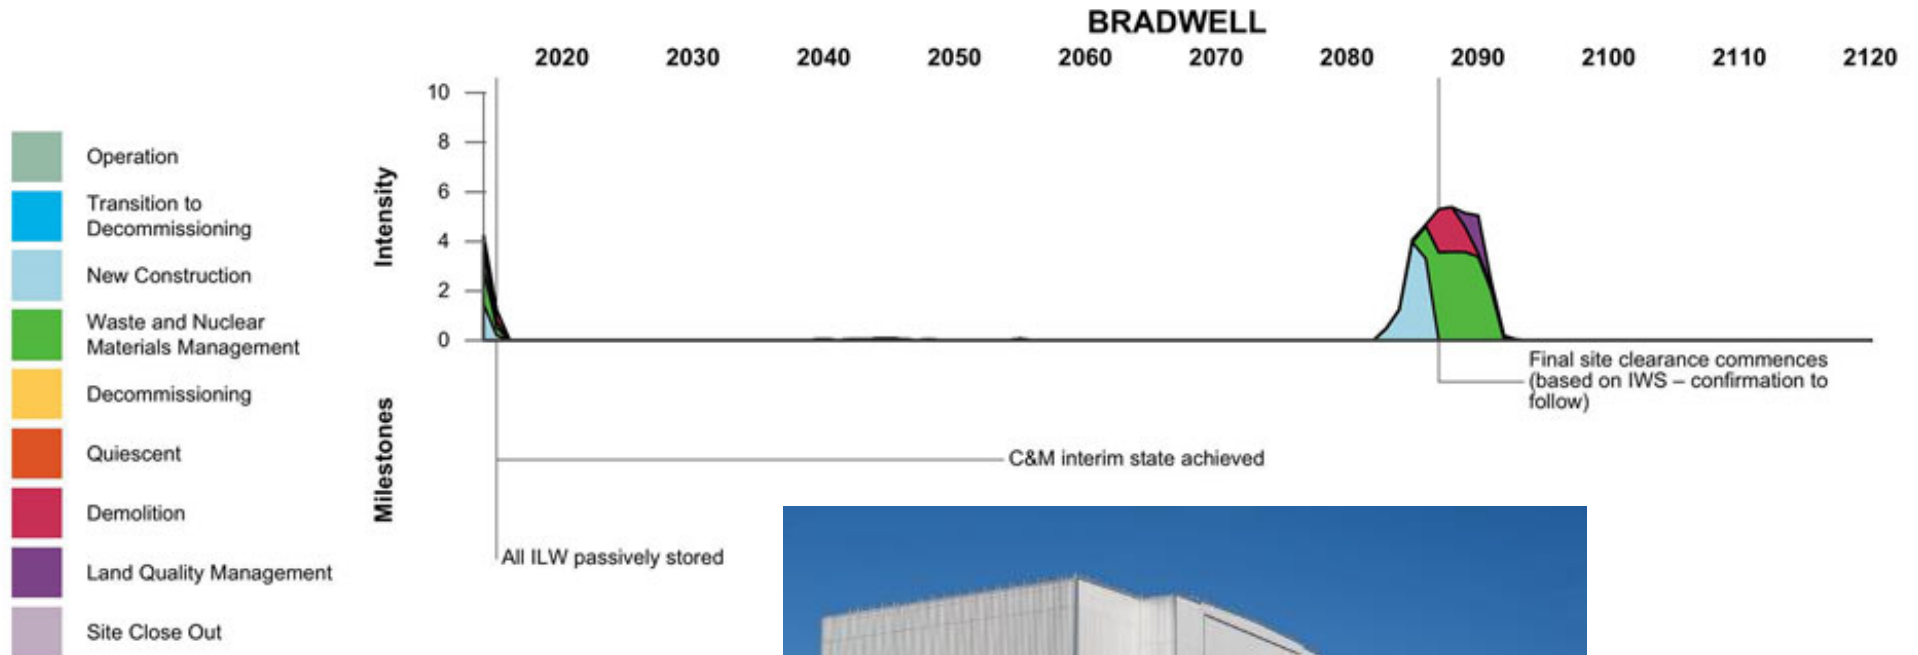 BRADWELL
2020 2030 2040 2050 2060 2070 2080 2090 2100 2110 2120
10
8
6
4
2
0
Intensity
Operation
Transition to
Decommissioning
New Construction
Waste and Nuclear
Materials Management
Decommissioning
Quiescent
Demolition
Land Quality Management
Site Close Out
Final site clearance commences
(based on IWS – confirmation to
follow)
Milestones
C&M interim state achieved
All ILW passively stored